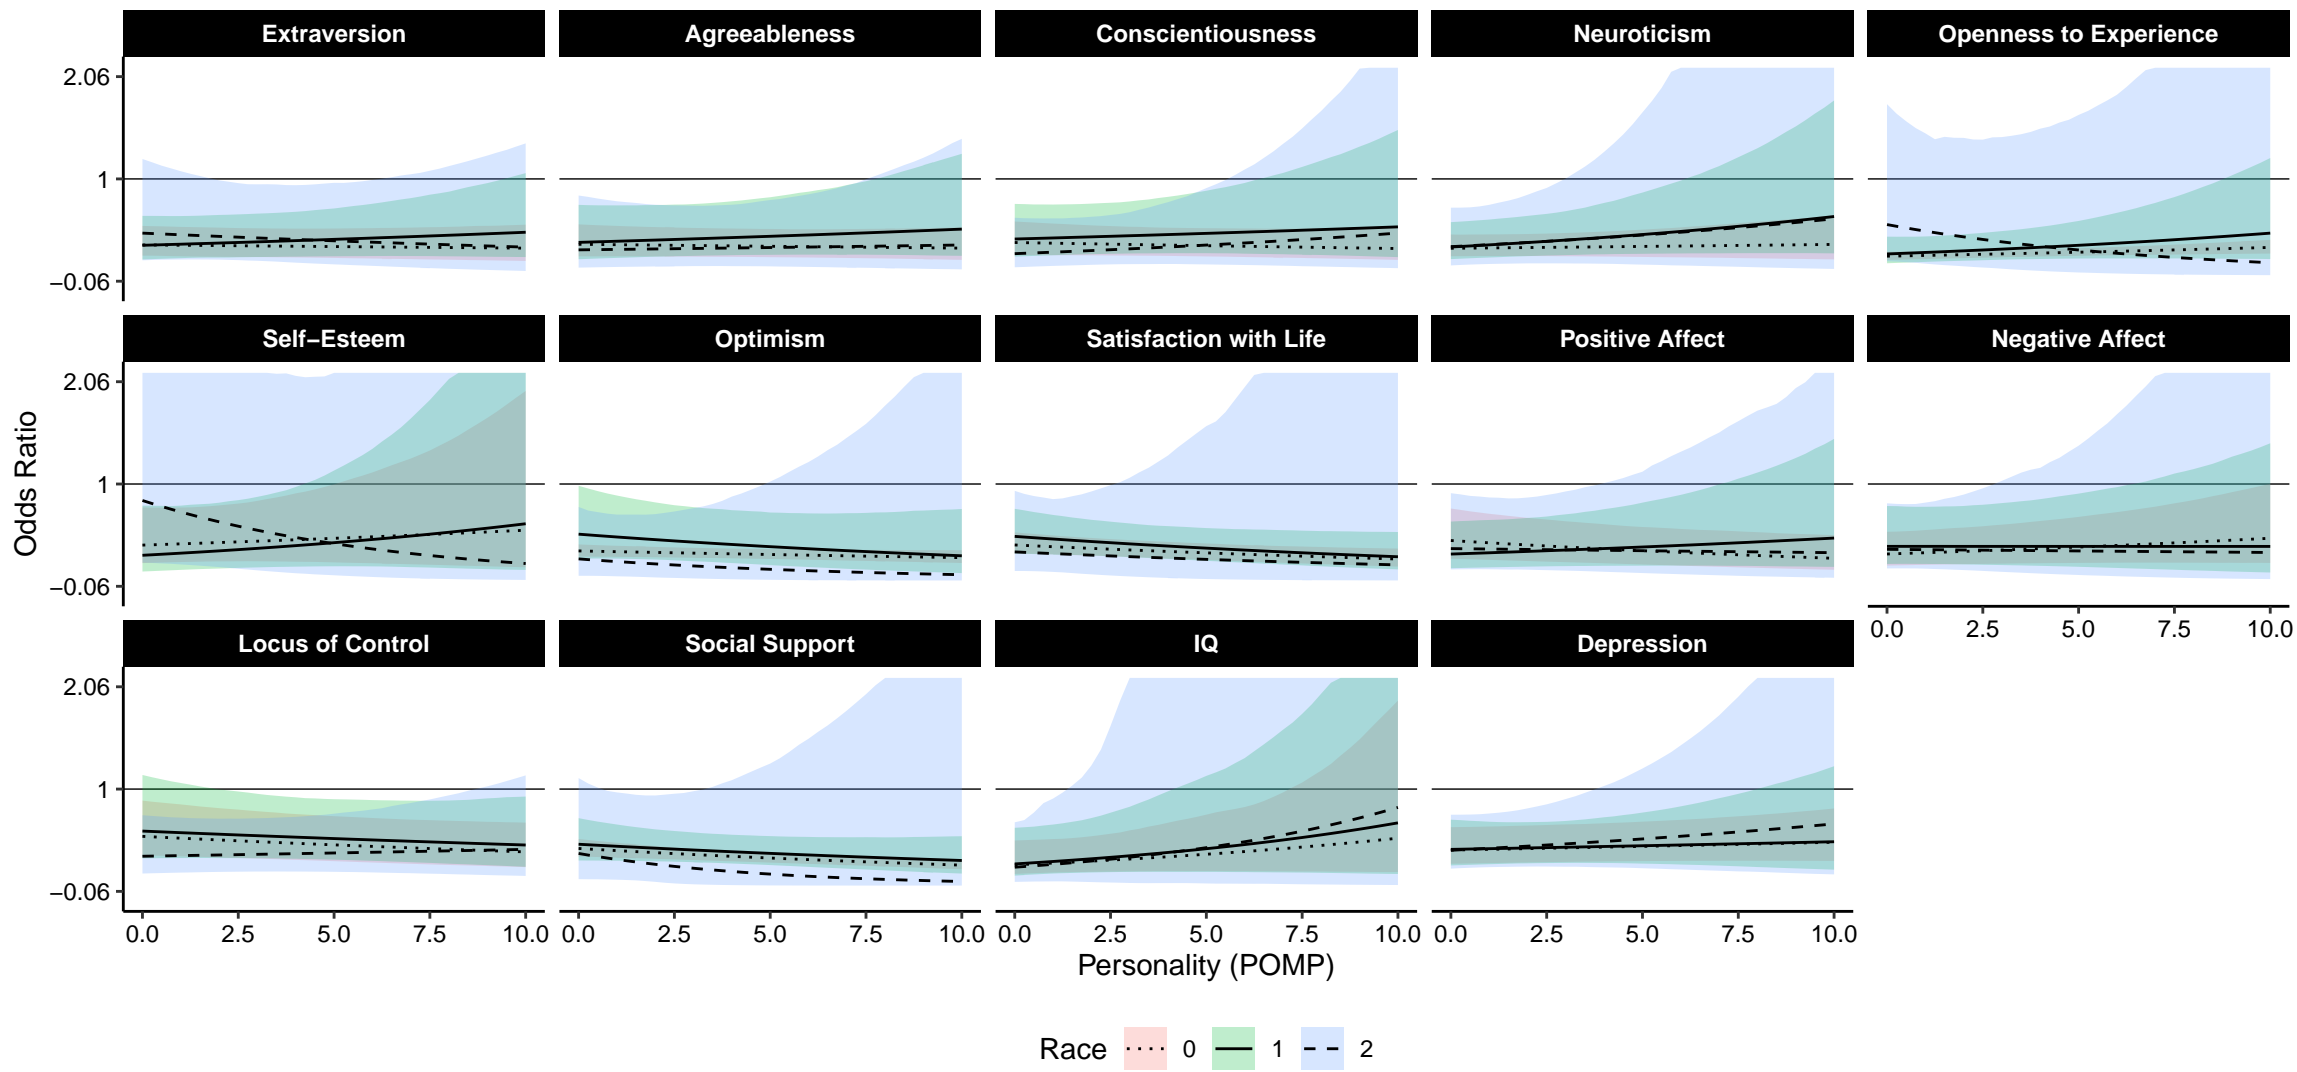 Extraversion Agreeableness Conscientiousness Neuroticism Openness to Experience
2.06
1
−0.06
Self−Esteem Optimism Satisfaction with Life Positive Affect Negative Affect
2.06
1
−0.06
0.0 2.5 5.0 7.5 10.0
Locus of Control Social Support IQ Depression
2.06
1
−0.06
0.0 2.5 5.0 7.5 10.0 0.0 2.5 5.0 7.5 10.0 0.0 2.5 5.0 7.5 10.0 0.0 2.5 5.0 7.5 10.0
Odds Ratio
Personality (POMP)
Race 0 1 2